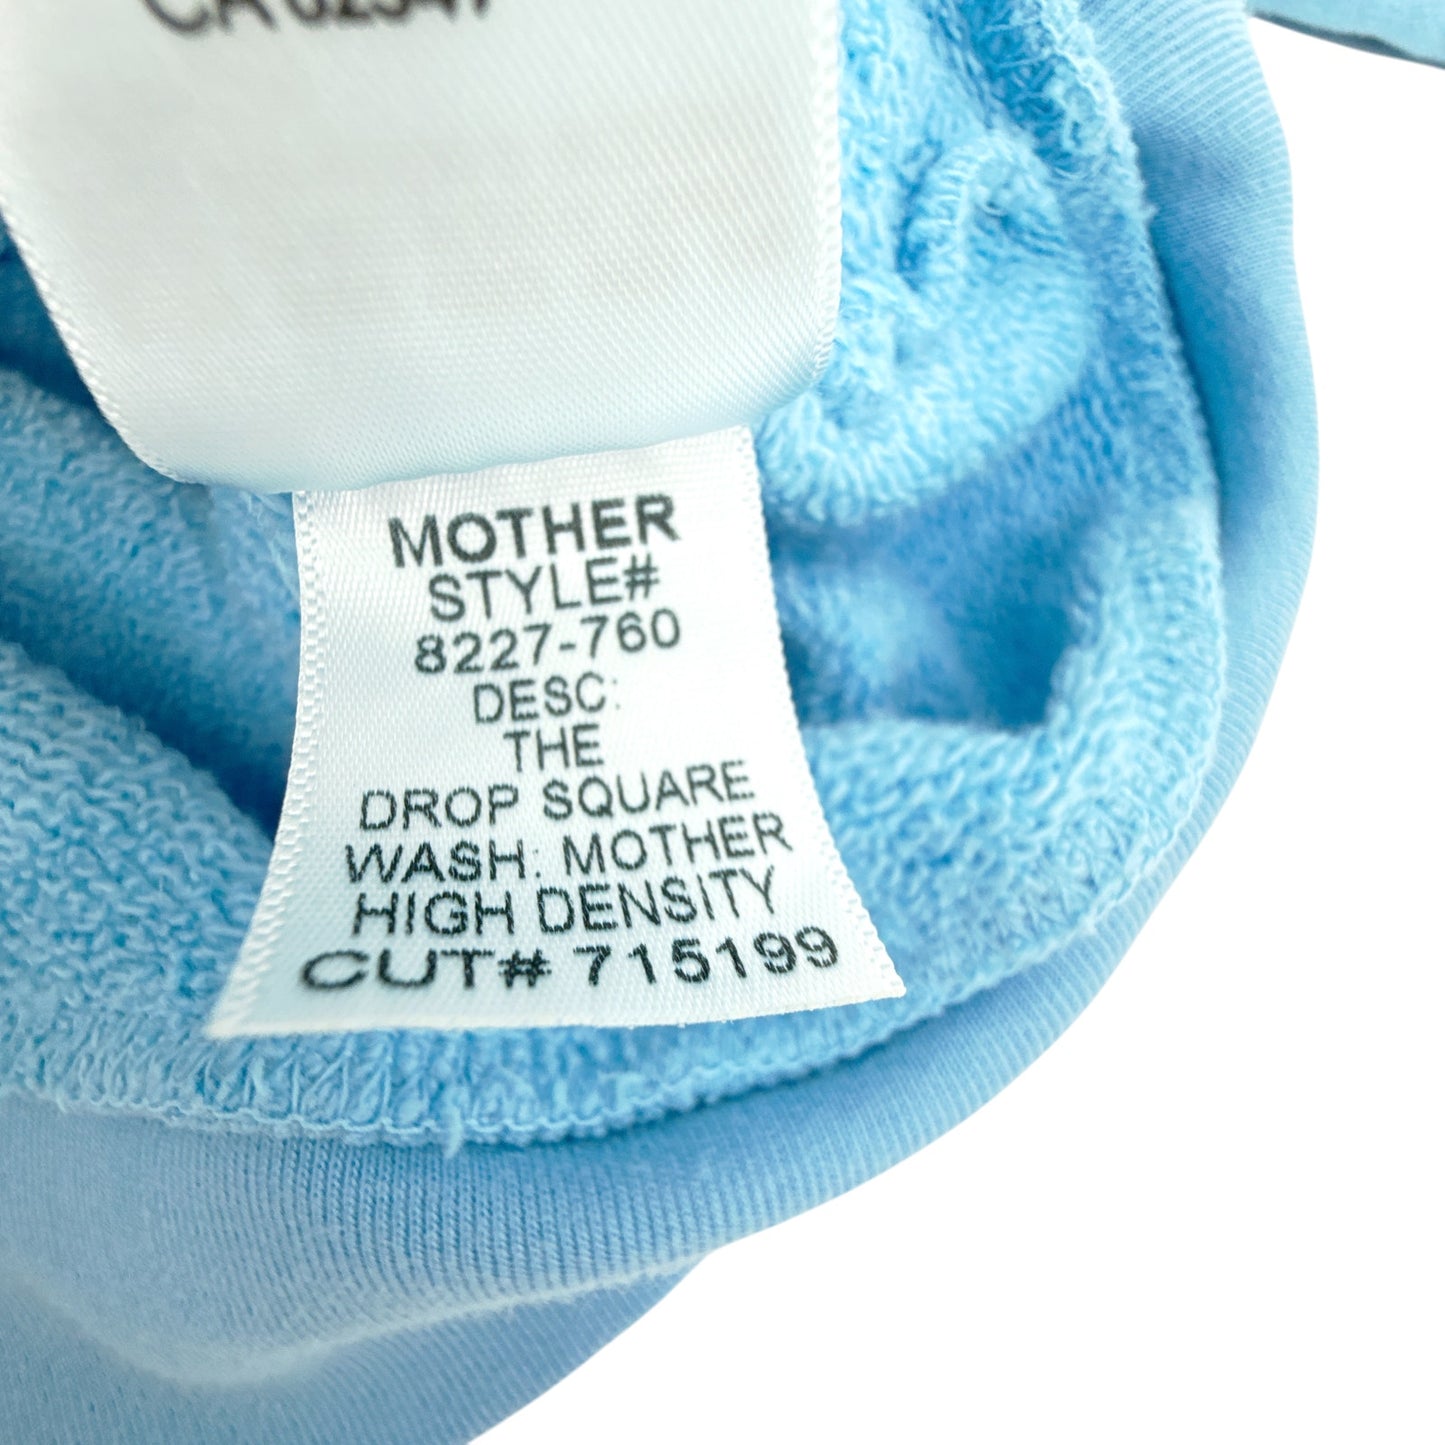 MOTHER
STYLE#
8227-760
DESC:
THE
DROP SQUARE
WASH: MOTHER
HIGH DENSITY
CUT# 715199